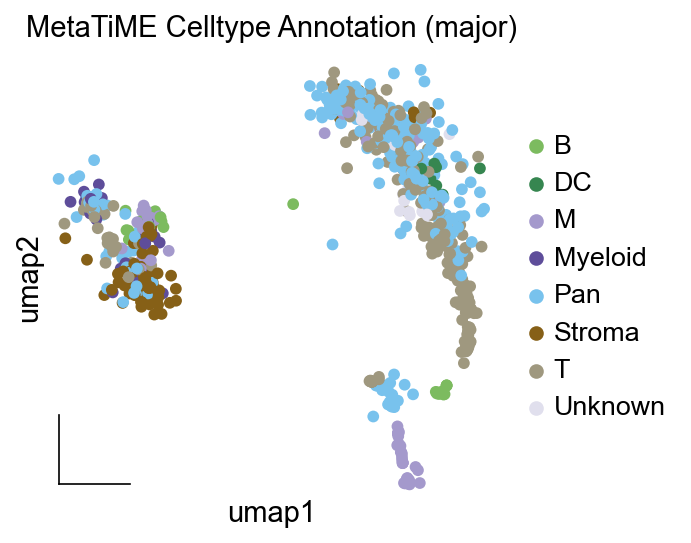 MetaTiME Celltype Annotation (major)
B
DC
M
Myeloid
Pan
Stroma
T
Unknown
umap2
umap1